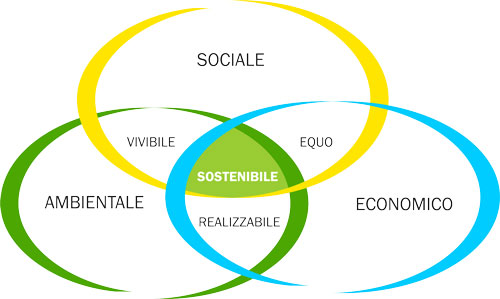 SOCIALE
VIVIBILE
EQUO
SOSTENIBILE
AMBIENTALE
ECONOMICO
REALIZZABILE